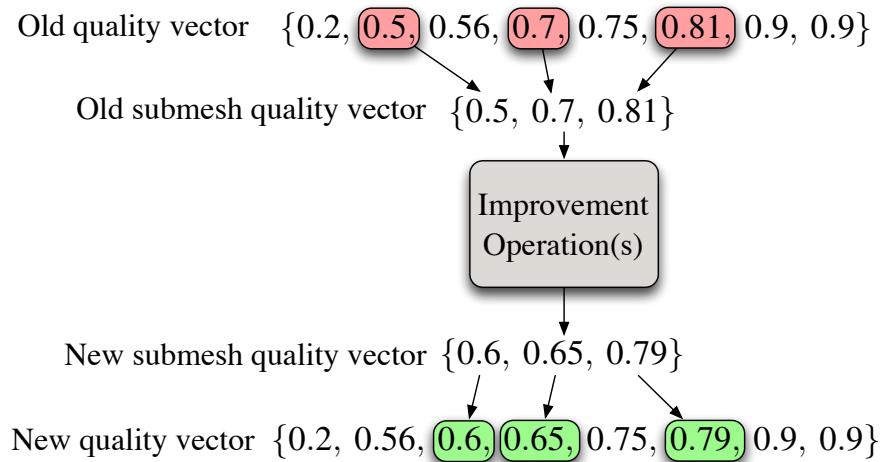 Old quality vector {0.2, 0.5, 0.56, 0.7, 0.75, 0.81, 0.9, 0.9}
Old submesh quality vector {0.5, 0.7, 0.81}
Improvement
Operation(s)
New submesh quality vector {0.6, 0.65, 0.79}
New quality vector {0.2, 0.56, 0.6, 0.65, 0.75, 0.79, 0.9, 0.9}